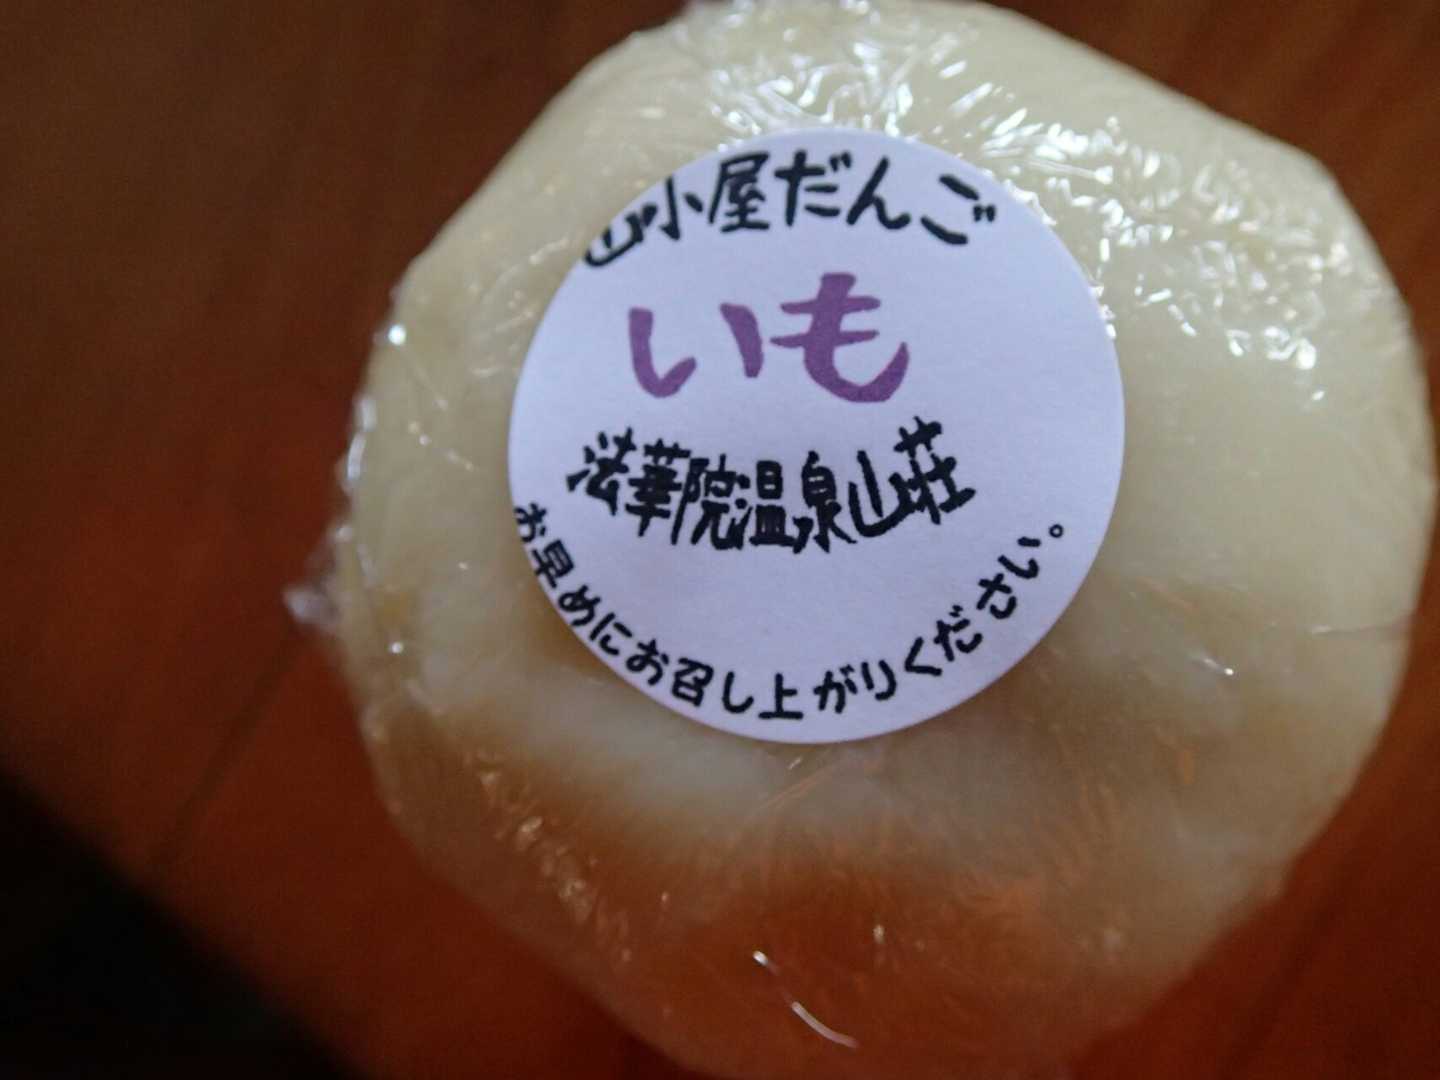 山小屋だんご
いも
法華院温泉山荘
お早めにお召し上がりください。